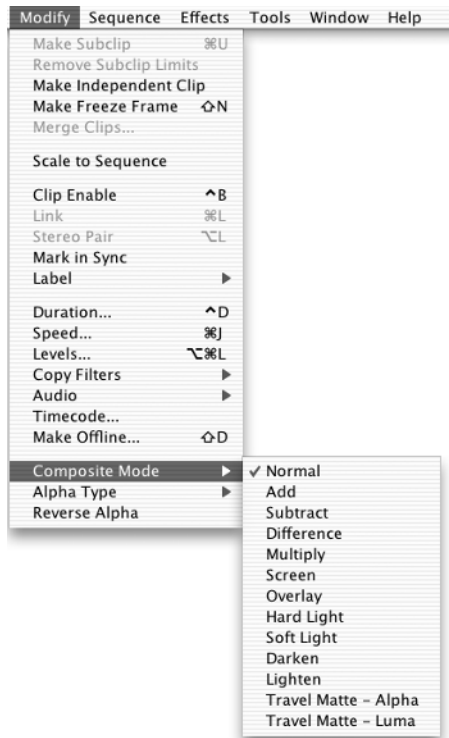 Modify Sequence Effects Tools Window Help
Make Subclip ⌘U
Remove Subclip Limits
Make Independent Clip
Make Freeze Frame ⇧N
Merge Clips...
Scale to Sequence
Clip Enable ^B
Link ⌘L
Stereo Pair ⌥L
Mark in Sync
Label
Duration... ^D
Speed... ⌘J
Levels... ⌥⌘L
Copy Filters
Audio
Timecode...
Make Offline... ⇧D
Composite Mode
Alpha Type
Reverse Alpha
✓ Normal
Add
Subtract
Difference
Multiply
Screen
Overlay
Hard Light
Soft Light
Darken
Lighten
Travel Matte – Alpha
Travel Matte – Luma